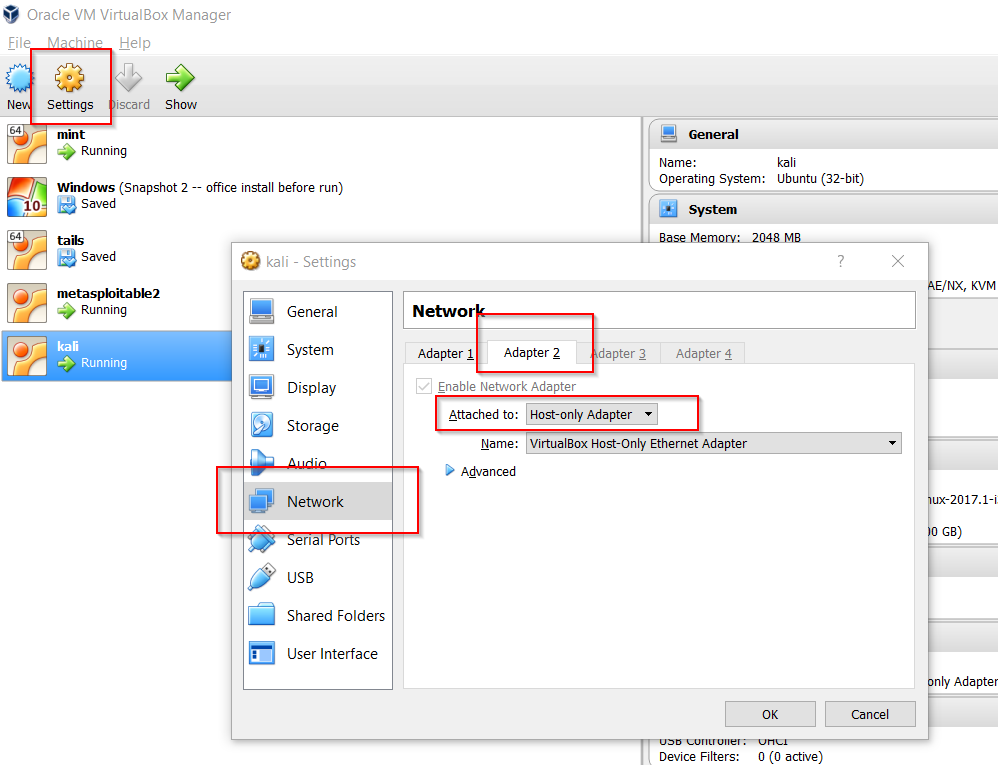 Oracle VM VirtualBox Manager
File Machine Help
New Settings Discard Show
64
mint
Running
10
Windows (Snapshot 2 -- office install before run)
Saved
64
tails
Saved
metasploitable2
Running
kali
Running
General
Name: kali
Operating System: Ubuntu (32-bit)
System
Base Memory: 2048 MB
AE/NX, KVM
00 GB)
only Adapter
USB Controller: OHCI
Device Filters: 0 (0 active)
kali - Settings
?
General
System
Display
Storage
Audio
Network
Serial Ports
USB
Shared Folders
User Interface
Network
Adapter 1 Adapter 2 Adapter 3 Adapter 4
Enable Network Adapter
Attached to: Host-only Adapter
Name: VirtualBox Host-Only Ethernet Adapter
Advanced
OK Cancel